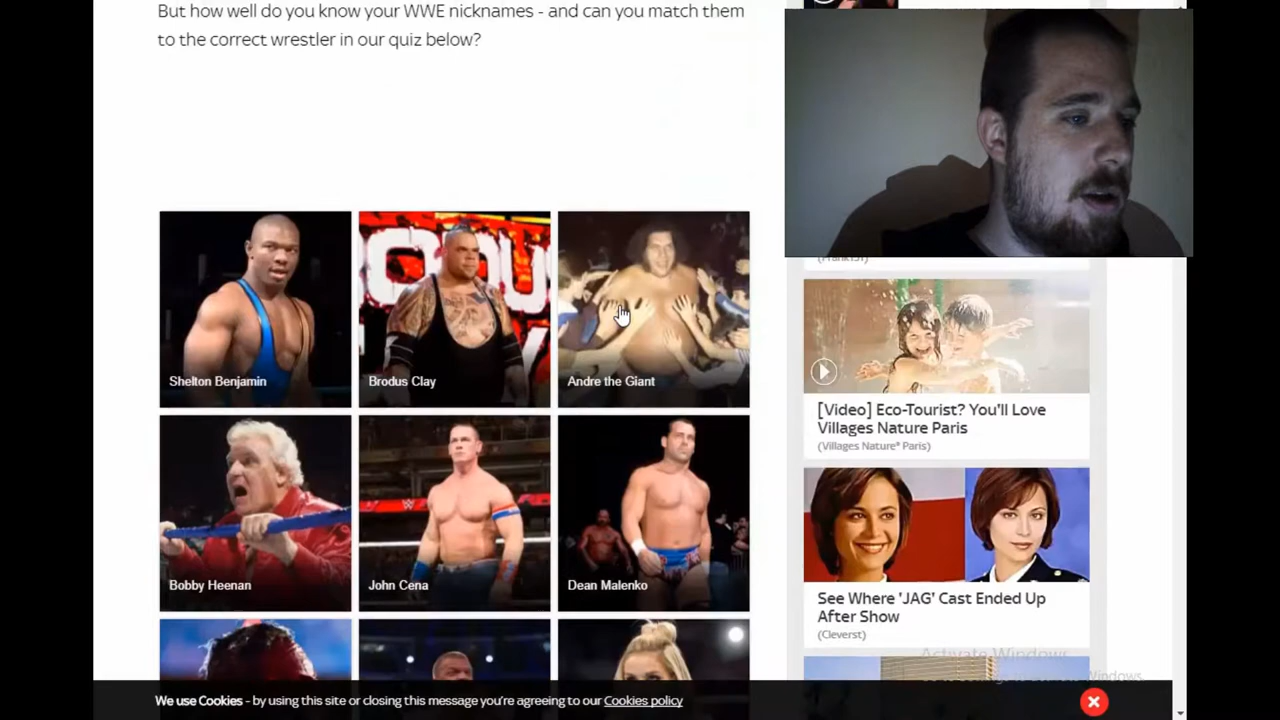 But how well do you know your WWE nicknames - and can you match them
to the correct wrestler in our quiz below?
Shelton Benjamin
Brodus Clay
Andre the Giant
Bobby Heenan
John Cena
Dean Malenko
[Video] Eco-Tourist? You'll Love
Villages Nature Paris
(Villages Nature® Paris)
See Where 'JAG' Cast Ended Up
After Show
(Cleverst)
Activate Windows
We use Cookies - by using this site or closing this message you're agreeing to our Cookies policy